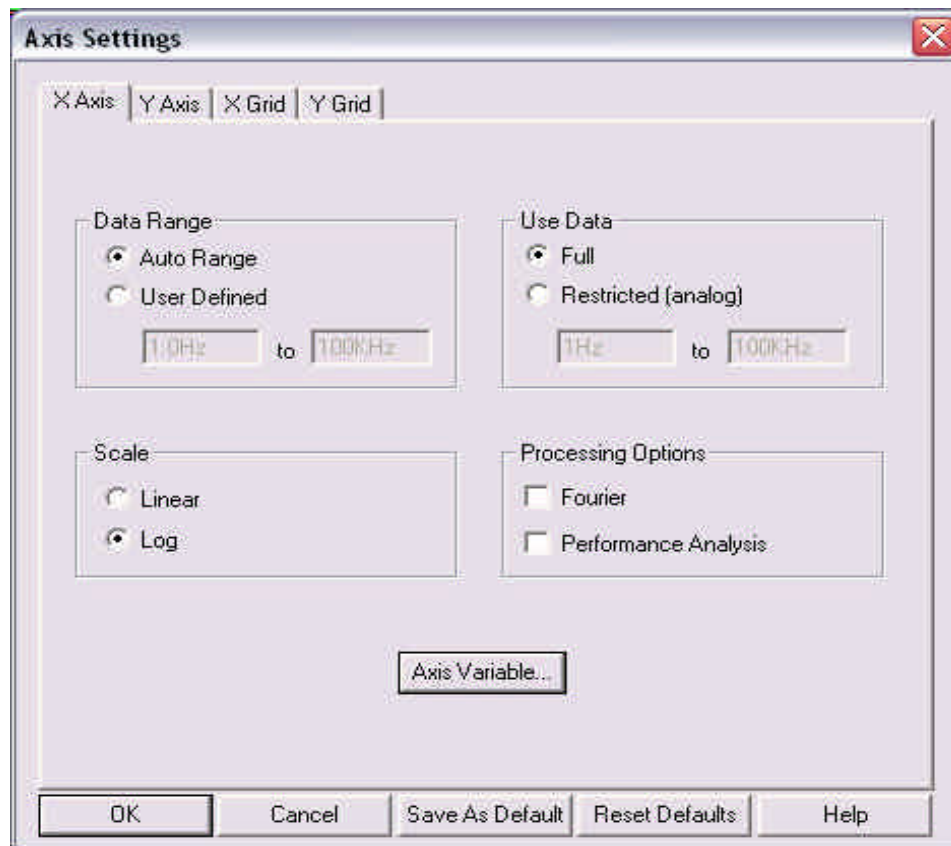 Axis Settings
X Axis Y Axis X Grid Y Grid
Data Range
Auto Range
User Defined
1.0Hz to 100KHz
Use Data
Full
Restricted (analog)
1Hz to 100KHz
Scale
Linear
Log
Processing Options
Fourier
Performance Analysis
Axis Variable...
OK Cancel Save As Default Reset Defaults Help